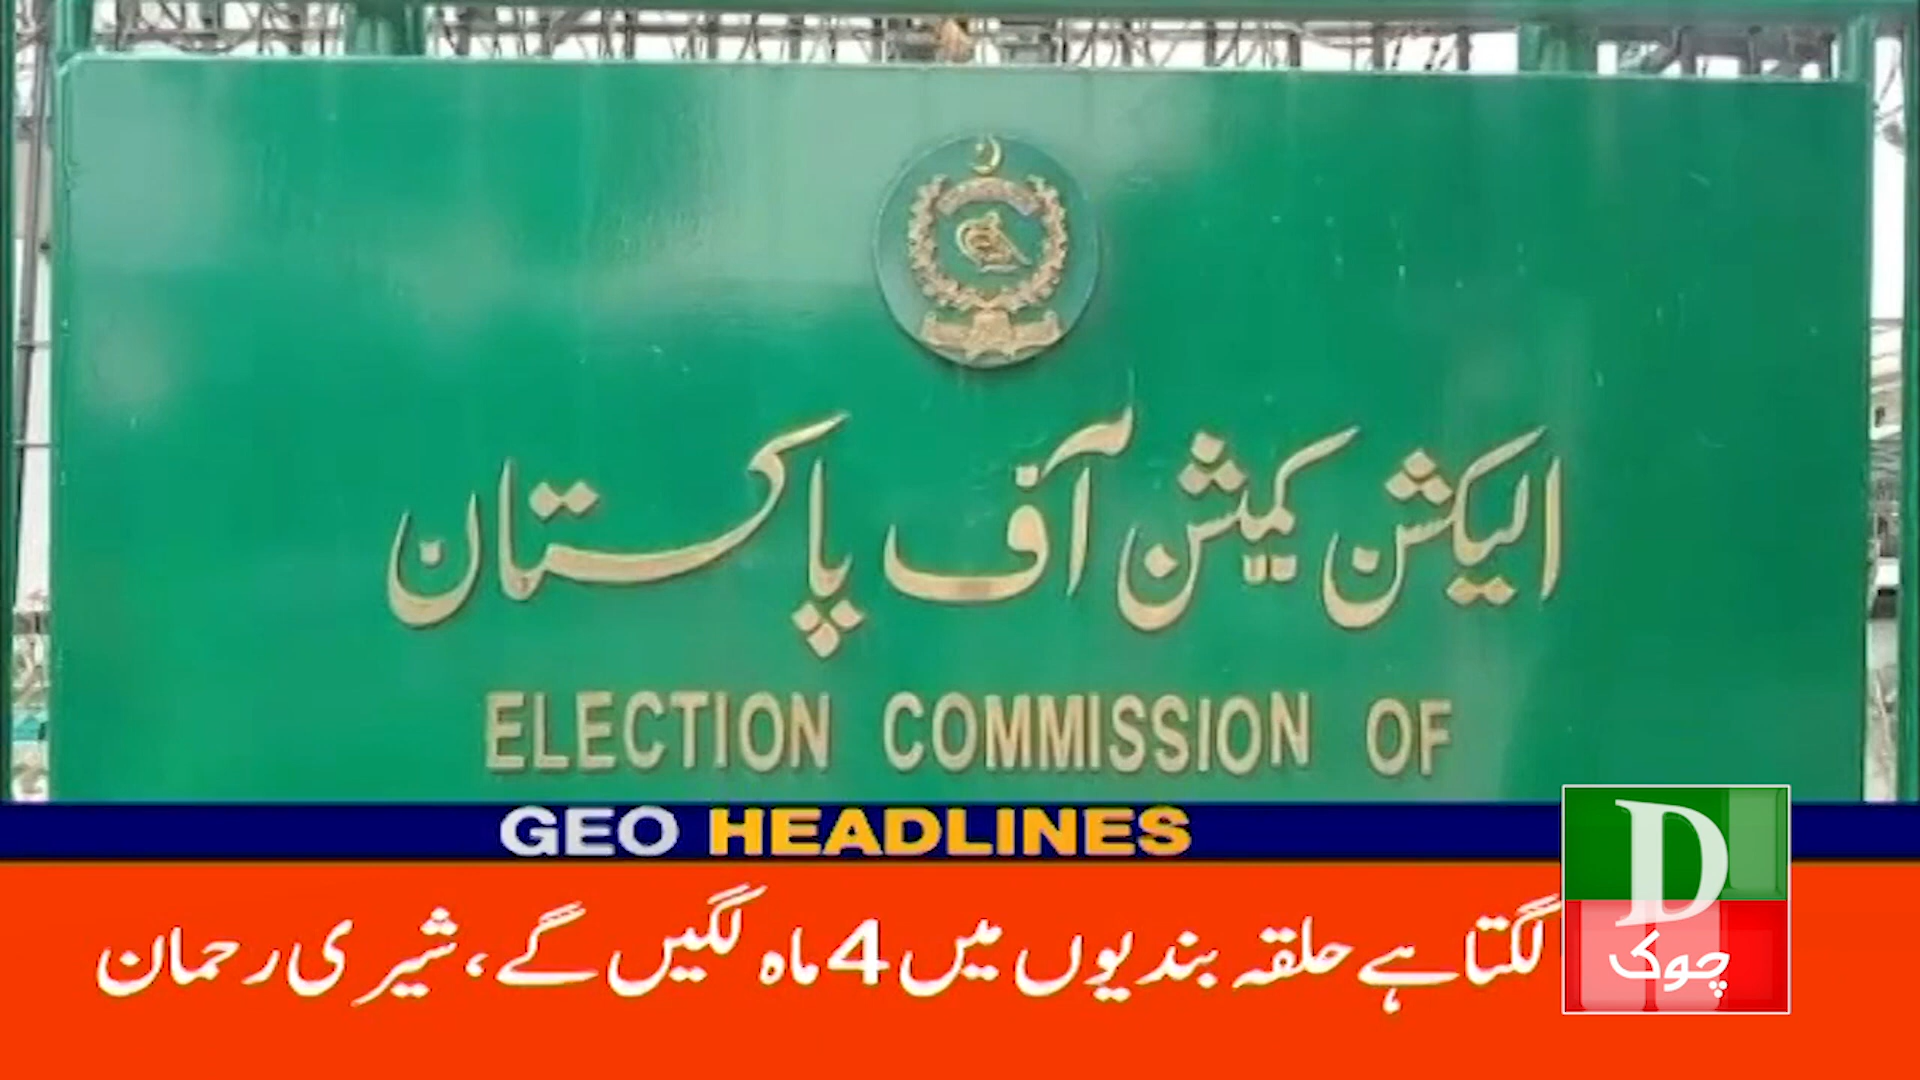 الیکشن کمیشن آف پاکستان
ELECTION COMMISSION OF
GEO HEADLINES
لگتا ہے حلقہ بندیوں میں 4 ماہ لگیں گے، شیری رحمان
D
چوک